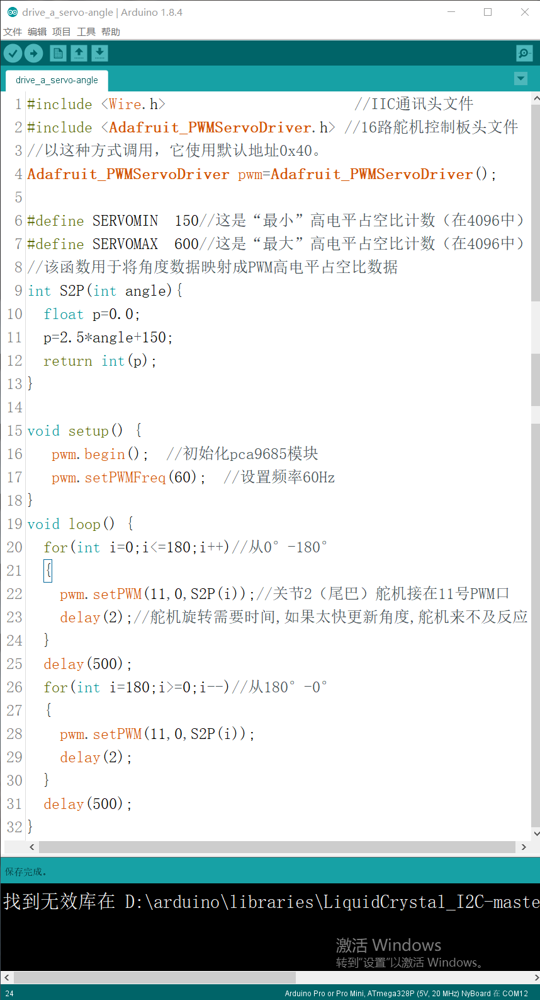 drive_a_servo-angle | Arduino 1.8.4
文件 编辑 项目 工具 帮助
drive_a_servo-angle
1 #include <Wire.h> //IIC通讯头文件
2 #include <Adafruit_PWMServoDriver.h> //16路舵机控制板头文件
3 //以这种方式调用，它使用默认地址0x40。
4 Adafruit_PWMServoDriver pwm=Adafruit_PWMServoDriver();
5
6 #define SERVOMIN  150//这是“最小”高电平占空比计数（在4096中）
7 #define SERVOMAX  600//这是“最大”高电平占空比计数（在4096中）
8 //该函数用于将角度数据映射成PWM高电平占空比数据
9 int S2P(int angle){
10   float p=0.0;
11   p=2.5*angle+150;
12   return int(p);
13 }
14
15 void setup() {
16    pwm.begin();  //初始化pca9685模块
17    pwm.setPWMFreq(60);  //设置频率60Hz
18 }
19 void loop() {
20   for(int i=0;i<=180;i++)//从0°-180°
21   {
22     pwm.setPWM(11,0,S2P(i));//关节2（尾巴）舵机接在11号PWM口
23     delay(2);//舵机旋转需要时间,如果太快更新角度,舵机来不及反应
24   }
25   delay(500);
26   for(int i=180;i>=0;i--)//从180°-0°
27   {
28     pwm.setPWM(11,0,S2P(i));
29     delay(2);
30   }
31   delay(500);
32 }
保存完成。
找到无效库在 D:\arduino\libraries\LiquidCrystal_I2C-maste
激活 Windows
转到“设置”以激活 Windows。
24 Arduino Pro or Pro Mini, ATmega328P (5V, 20 MHz) NyBoard 在 COM12